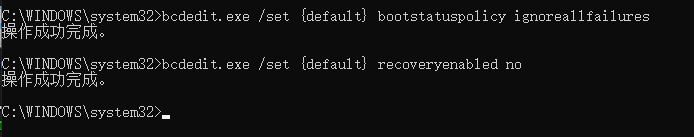 C:\WINDOWS\system32>bcdedit.exe /set {default} bootstatuspolicy ignoreallfailures
操作成功完成。
C:\WINDOWS\system32>bcdedit.exe /set {default} recoveryenabled no
操作成功完成。
C:\WINDOWS\system32>